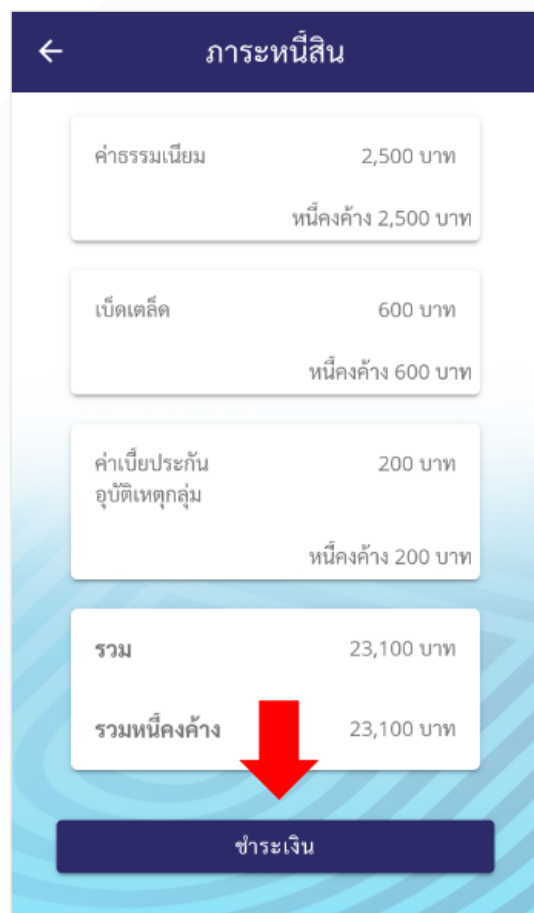 ภาระหนี้สิน
ค่าธรรมเนียม 2,500 บาท
หนี้คงค้าง 2,500 บาท
เบ็ดเตล็ด 600 บาท
หนี้คงค้าง 600 บาท
ค่าเบี้ยประกัน 200 บาท
อุบัติเหตุกลุ่ม
หนี้คงค้าง 200 บาท
รวม 23,100 บาท
รวมหนี้คงค้าง 23,100 บาท
ชำระเงิน